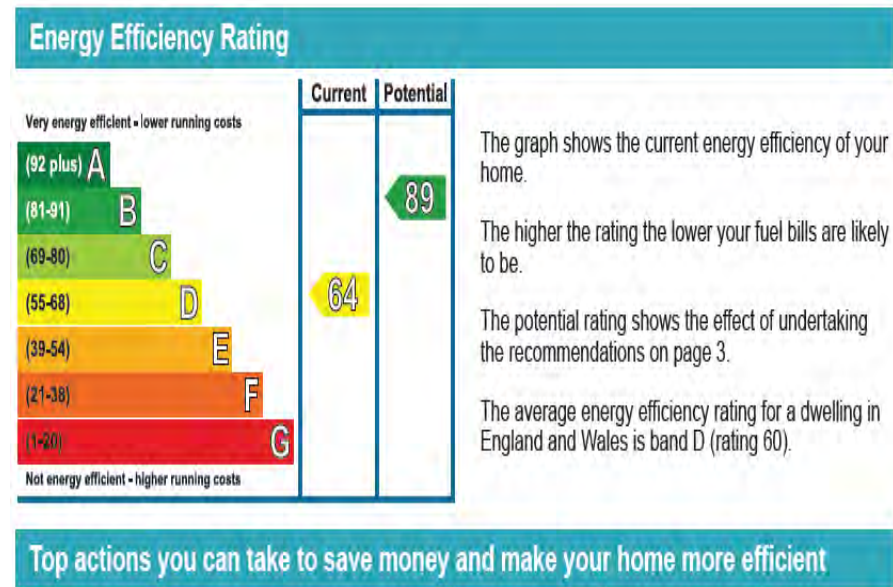 Energy Efficiency Rating
Current Potential
Very energy efficient - lower running costs
(92 plus) A
(81-91) B
(69-80) C
(55-68) D
(39-54) E
(21-38) F
(1-20) G
Not energy efficient - higher running costs
64
89
The graph shows the current energy efficiency of your
home.
The higher the rating the lower your fuel bills are likely
to be.
The potential rating shows the effect of undertaking
the recommendations on page 3.
The average energy efficiency rating for a dwelling in
England and Wales is band D (rating 60).
Top actions you can take to save money and make your home more efficient